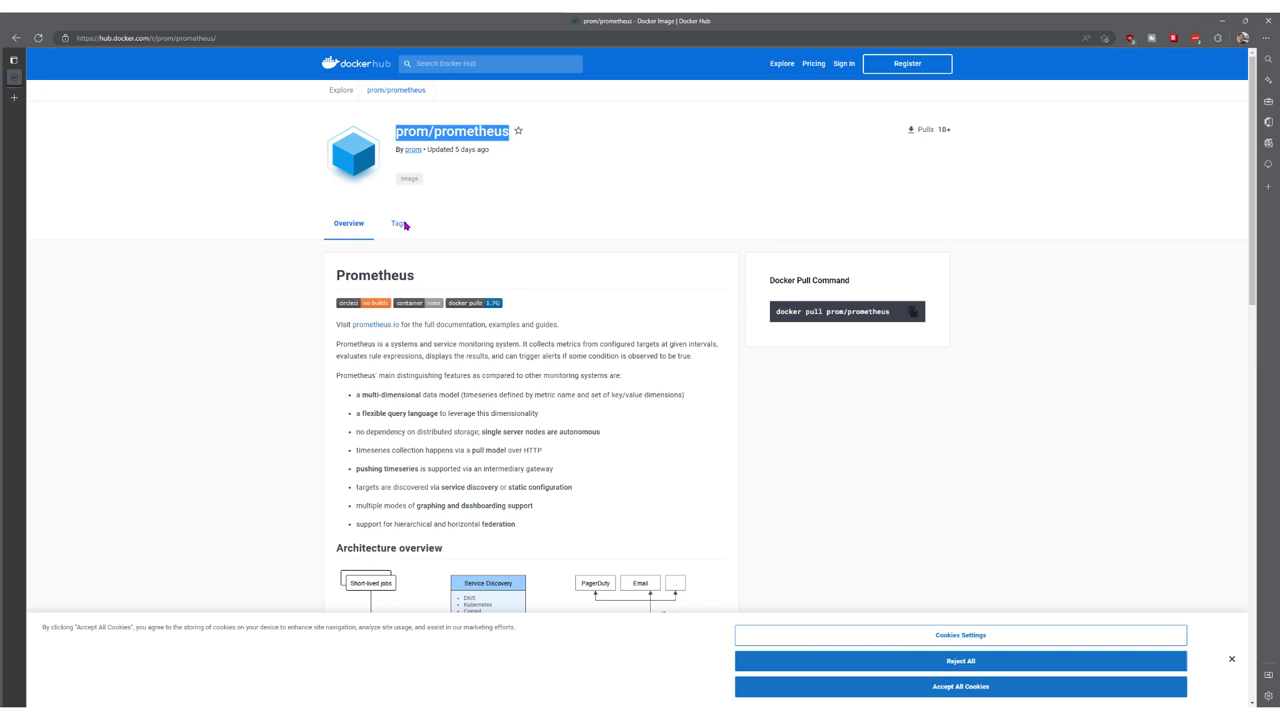 prom/prometheus - Docker Image | Docker Hub
https://hub.docker.com/r/prom/prometheus/
dockerhub
Search Docker Hub
Explore
Pricing
Sign In
Register
Explore
prom/prometheus
prom/prometheus
Pulls 1B+
By prom • Updated 5 days ago
Image
Overview
Tags
Prometheus
Docker Pull Command
circleci no builds container none docker pulls 1.7G
docker pull prom/prometheus
Visit prometheus.io for the full documentation, examples and guides.
Prometheus is a systems and service monitoring system. It collects metrics from configured targets at given intervals,
evaluates rule expressions, displays the results, and can trigger alerts if some condition is observed to be true.
Prometheus' main distinguishing features as compared to other monitoring systems are:
• a multi-dimensional data model (timeseries defined by metric name and set of key/value dimensions)
• a flexible query language to leverage this dimensionality
• no dependency on distributed storage; single server nodes are autonomous
• timeseries collection happens via a pull model over HTTP
• pushing timeseries is supported via an intermediary gateway
• targets are discovered via service discovery or static configuration
• multiple modes of graphing and dashboarding support
• support for hierarchical and horizontal federation
Architecture overview
Short-lived jobs
Service Discovery
PagerDuty
Email
...
• DNS
• Kubernetes
• Consul
By clicking "Accept All Cookies", you agree to the storing of cookies on your device to enhance site navigation, analyze site usage, and assist in our marketing efforts.
Cookies Settings
Reject All
Accept All Cookies